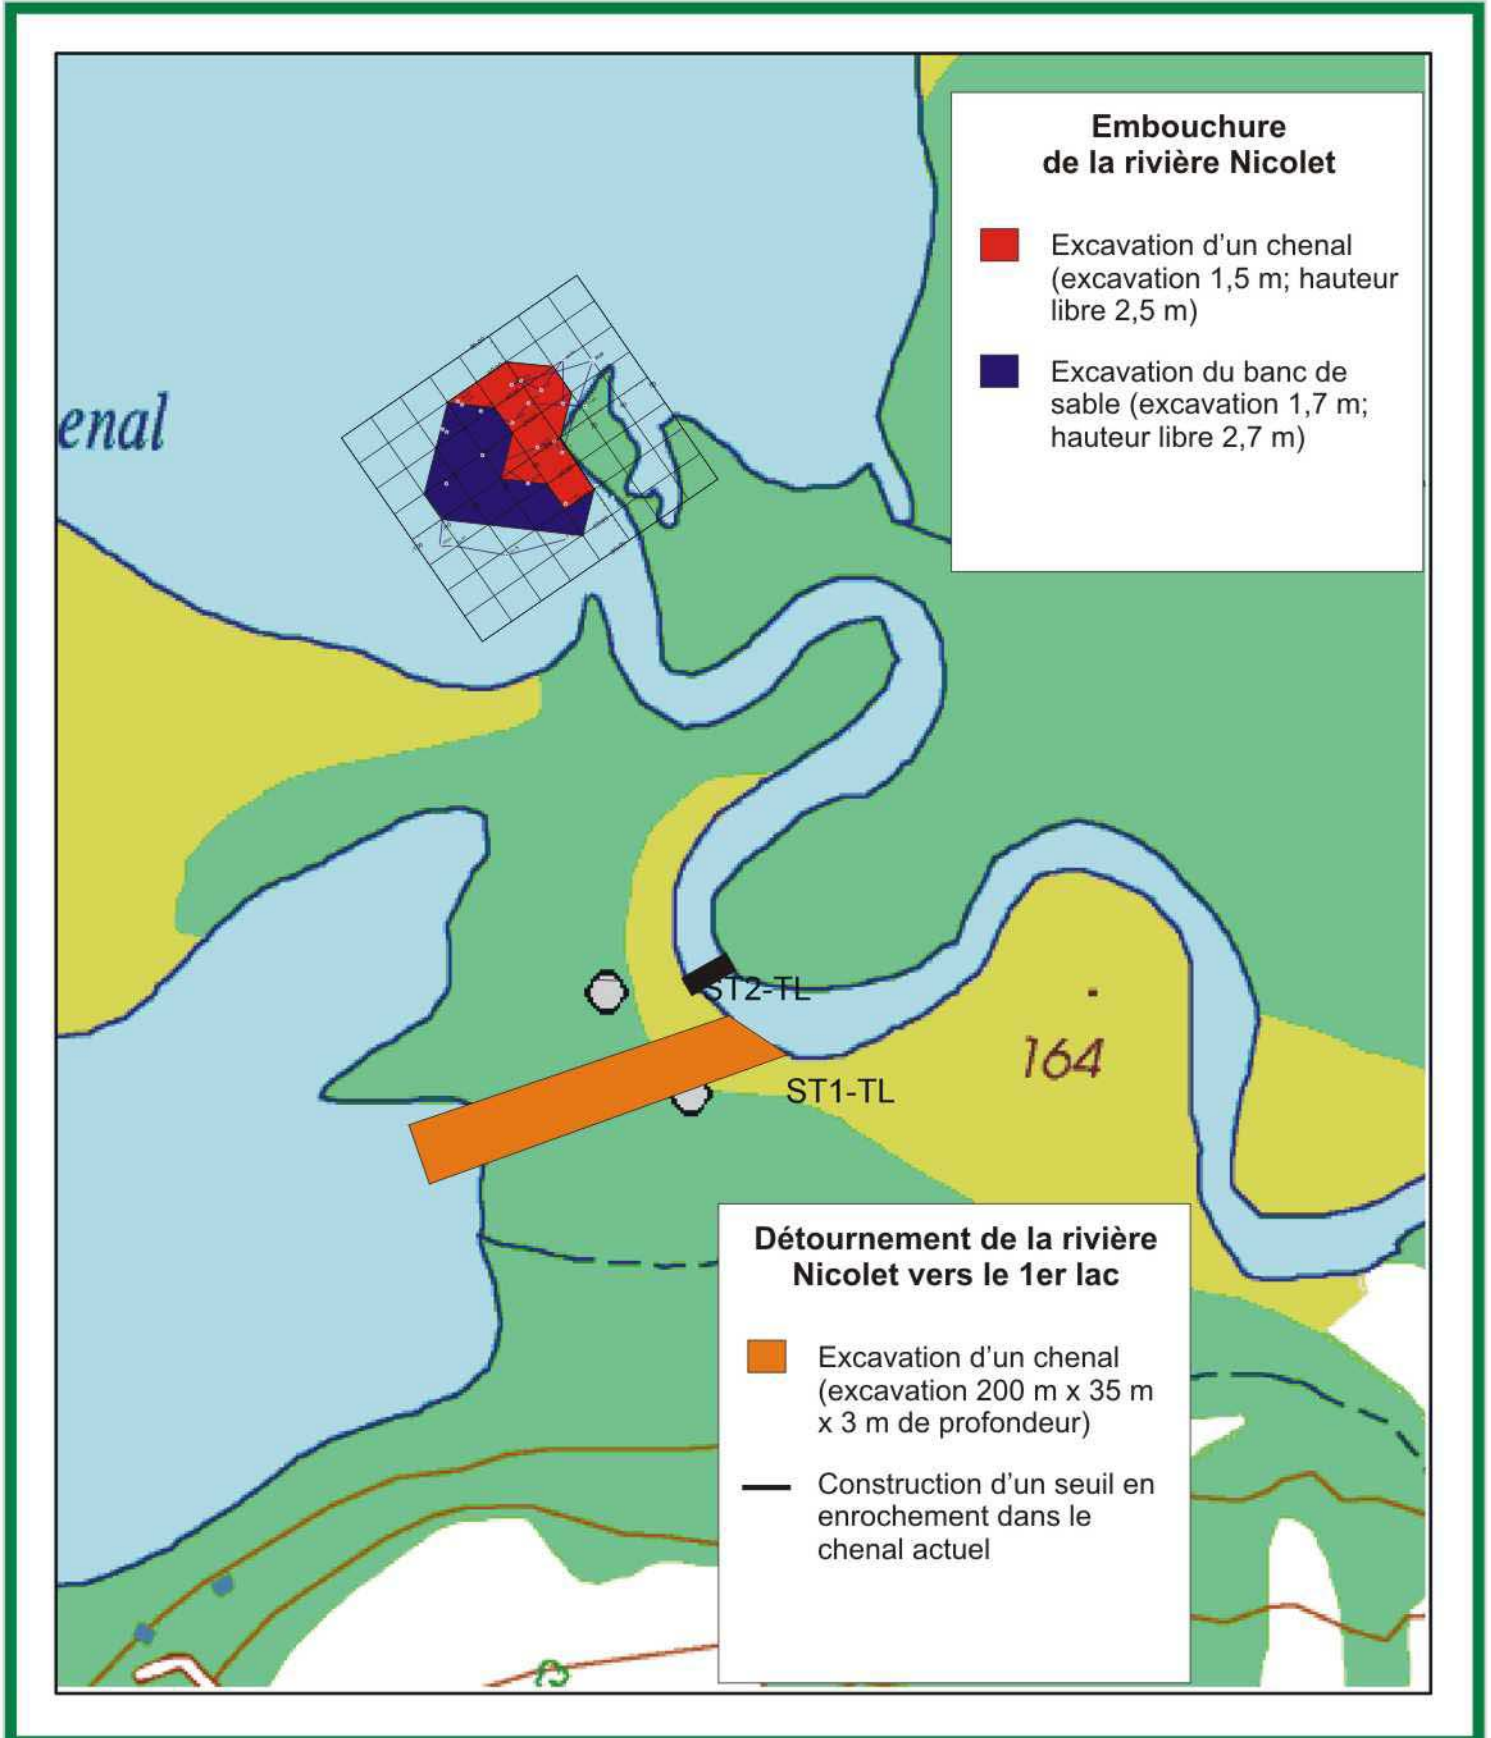 Embouchure
de la rivière Nicolet
Excavation d'un chenal
(excavation 1,5 m; hauteur
libre 2,5 m)
Excavation du banc de
sable (excavation 1,7 m;
hauteur libre 2,7 m)
enal
ST2-TL
164
ST1-TL
Détournement de la rivière
Nicolet vers le 1er lac
Excavation d'un chenal
(excavation 200 m x 35 m
x 3 m de profondeur)
Construction d'un seuil en
enrochement dans le
chenal actuel